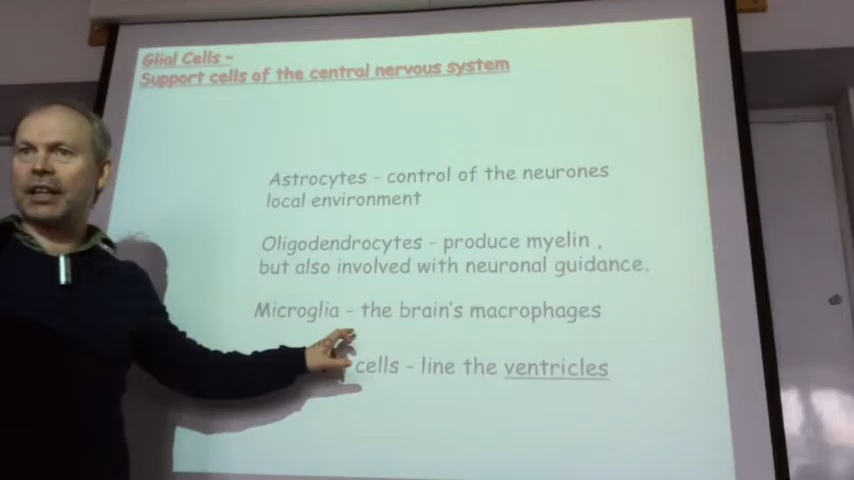 Glial Cells -
Support cells of the central nervous system
Astrocytes - control of the neurones
local environment
Oligodendrocytes - produce myelin ,
but also involved with neuronal guidance.
Microglia - the brain's macrophages
cells - line the ventricles